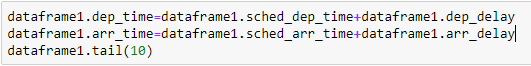 dataframe1.dep_time=dataframe1.sched_dep_time+dataframe1.dep_delay
dataframe1.arr_time=dataframe1.sched_arr_time+dataframe1.arr_delay
dataframe1.tail(10)